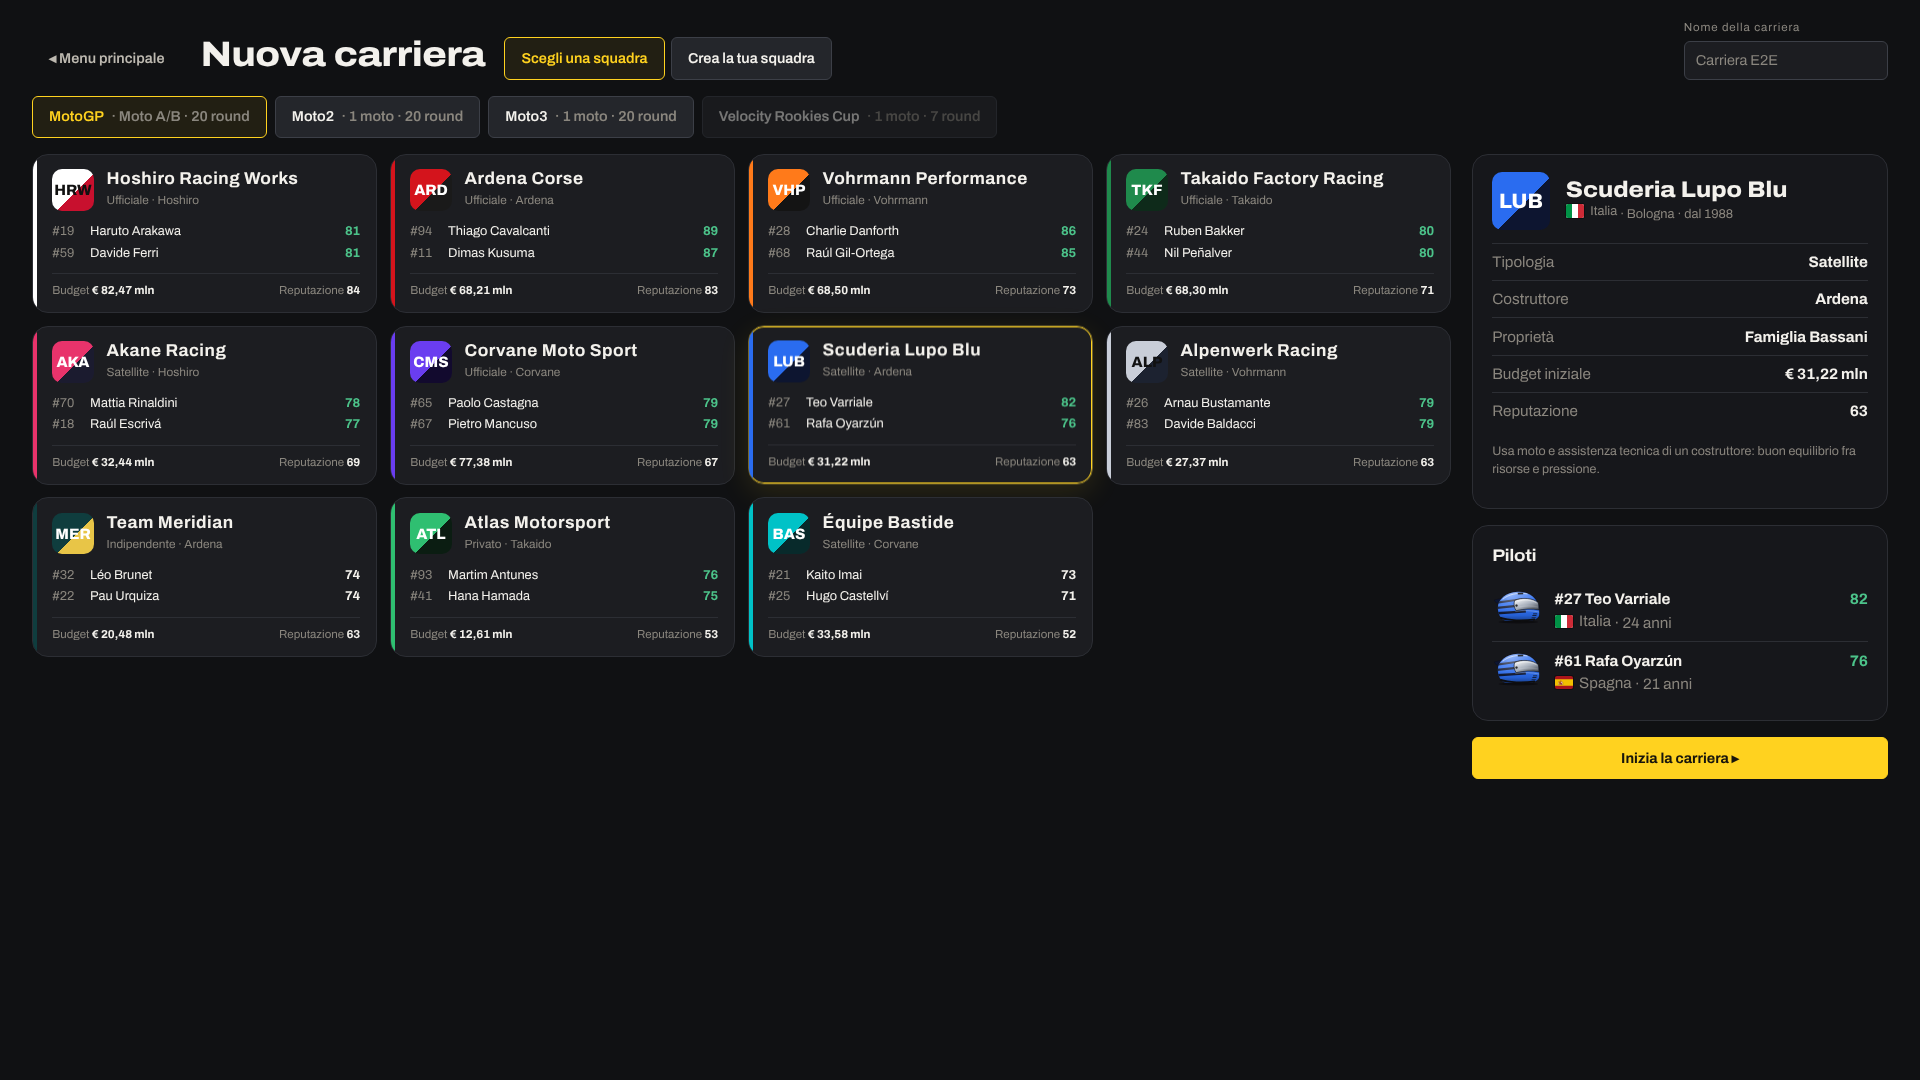 Nome della carriera
◂ Menu principale
Nuova carriera
Scegli una squadra
Crea la tua squadra
Carriera E2E
MotoGP · Moto A/B · 20 round
Moto2 · 1 moto · 20 round
Moto3 · 1 moto · 20 round
Velocity Rookies Cup · 1 moto · 7 round
HRW
Hoshiro Racing Works
Ufficiale · Hoshiro
#19 Haruto Arakawa 81
#59 Davide Ferri 81
Budget € 82,47 mln Reputazione 84
ARD
Ardena Corse
Ufficiale · Ardena
#94 Thiago Cavalcanti 89
#11 Dimas Kusuma 87
Budget € 68,21 mln Reputazione 83
VHP
Vohrmann Performance
Ufficiale · Vohrmann
#28 Charlie Danforth 86
#68 Raúl Gil-Ortega 85
Budget € 68,50 mln Reputazione 73
TKF
Takaido Factory Racing
Ufficiale · Takaido
#24 Ruben Bakker 80
#44 Nil Peñalver 80
Budget € 68,30 mln Reputazione 71
AKA
Akane Racing
Satellite · Hoshiro
#70 Mattia Rinaldini 78
#18 Raúl Escrivá 77
Budget € 32,44 mln Reputazione 69
CMS
Corvane Moto Sport
Ufficiale · Corvane
#65 Paolo Castagna 79
#67 Pietro Mancuso 79
Budget € 77,38 mln Reputazione 67
LUB
Scuderia Lupo Blu
Satellite · Ardena
#27 Teo Varriale 82
#61 Rafa Oyarzún 76
Budget € 31,22 mln Reputazione 63
ALP
Alpenwerk Racing
Satellite · Vohrmann
#26 Arnau Bustamante 79
#83 Davide Baldacci 79
Budget € 27,37 mln Reputazione 63
MER
Team Meridian
Indipendente · Ardena
#32 Léo Brunet 74
#22 Pau Urquiza 74
Budget € 20,48 mln Reputazione 63
ATL
Atlas Motorsport
Privato · Takaido
#93 Martim Antunes 76
#41 Hana Hamada 75
Budget € 12,61 mln Reputazione 53
BAS
Équipe Bastide
Satellite · Corvane
#21 Kaito Imai 73
#25 Hugo Castellví 71
Budget € 33,58 mln Reputazione 52
LUB
Scuderia Lupo Blu
Italia · Bologna · dal 1988
Tipologia Satellite
Costruttore Ardena
Proprietà Famiglia Bassani
Budget iniziale € 31,22 mln
Reputazione 63
Usa moto e assistenza tecnica di un costruttore: buon equilibrio fra
risorse e pressione.
Piloti
#27 Teo Varriale 82
Italia · 24 anni
#61 Rafa Oyarzún 76
Spagna · 21 anni
Inizia la carriera ▸